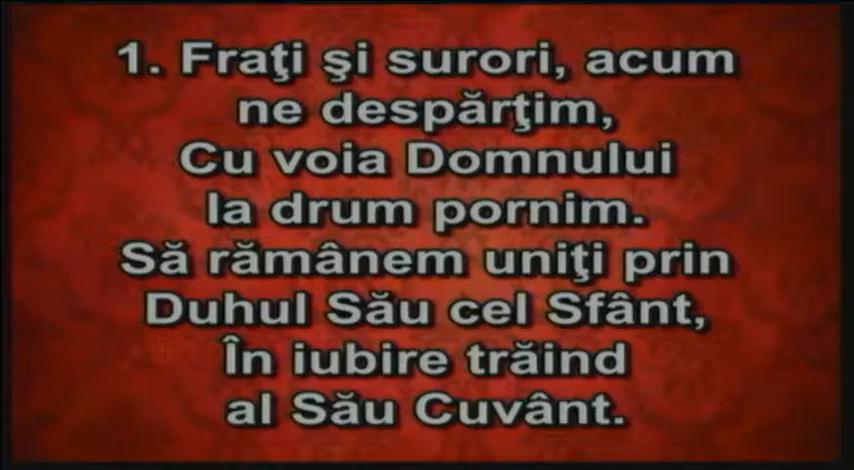 1. Fraţi şi surori, acum
ne despărţim,
Cu voia Domnului
la drum pornim.
Să rămânem uniţi prin
Duhul Său cel Sfânt,
În iubire trăind
al Său Cuvânt.